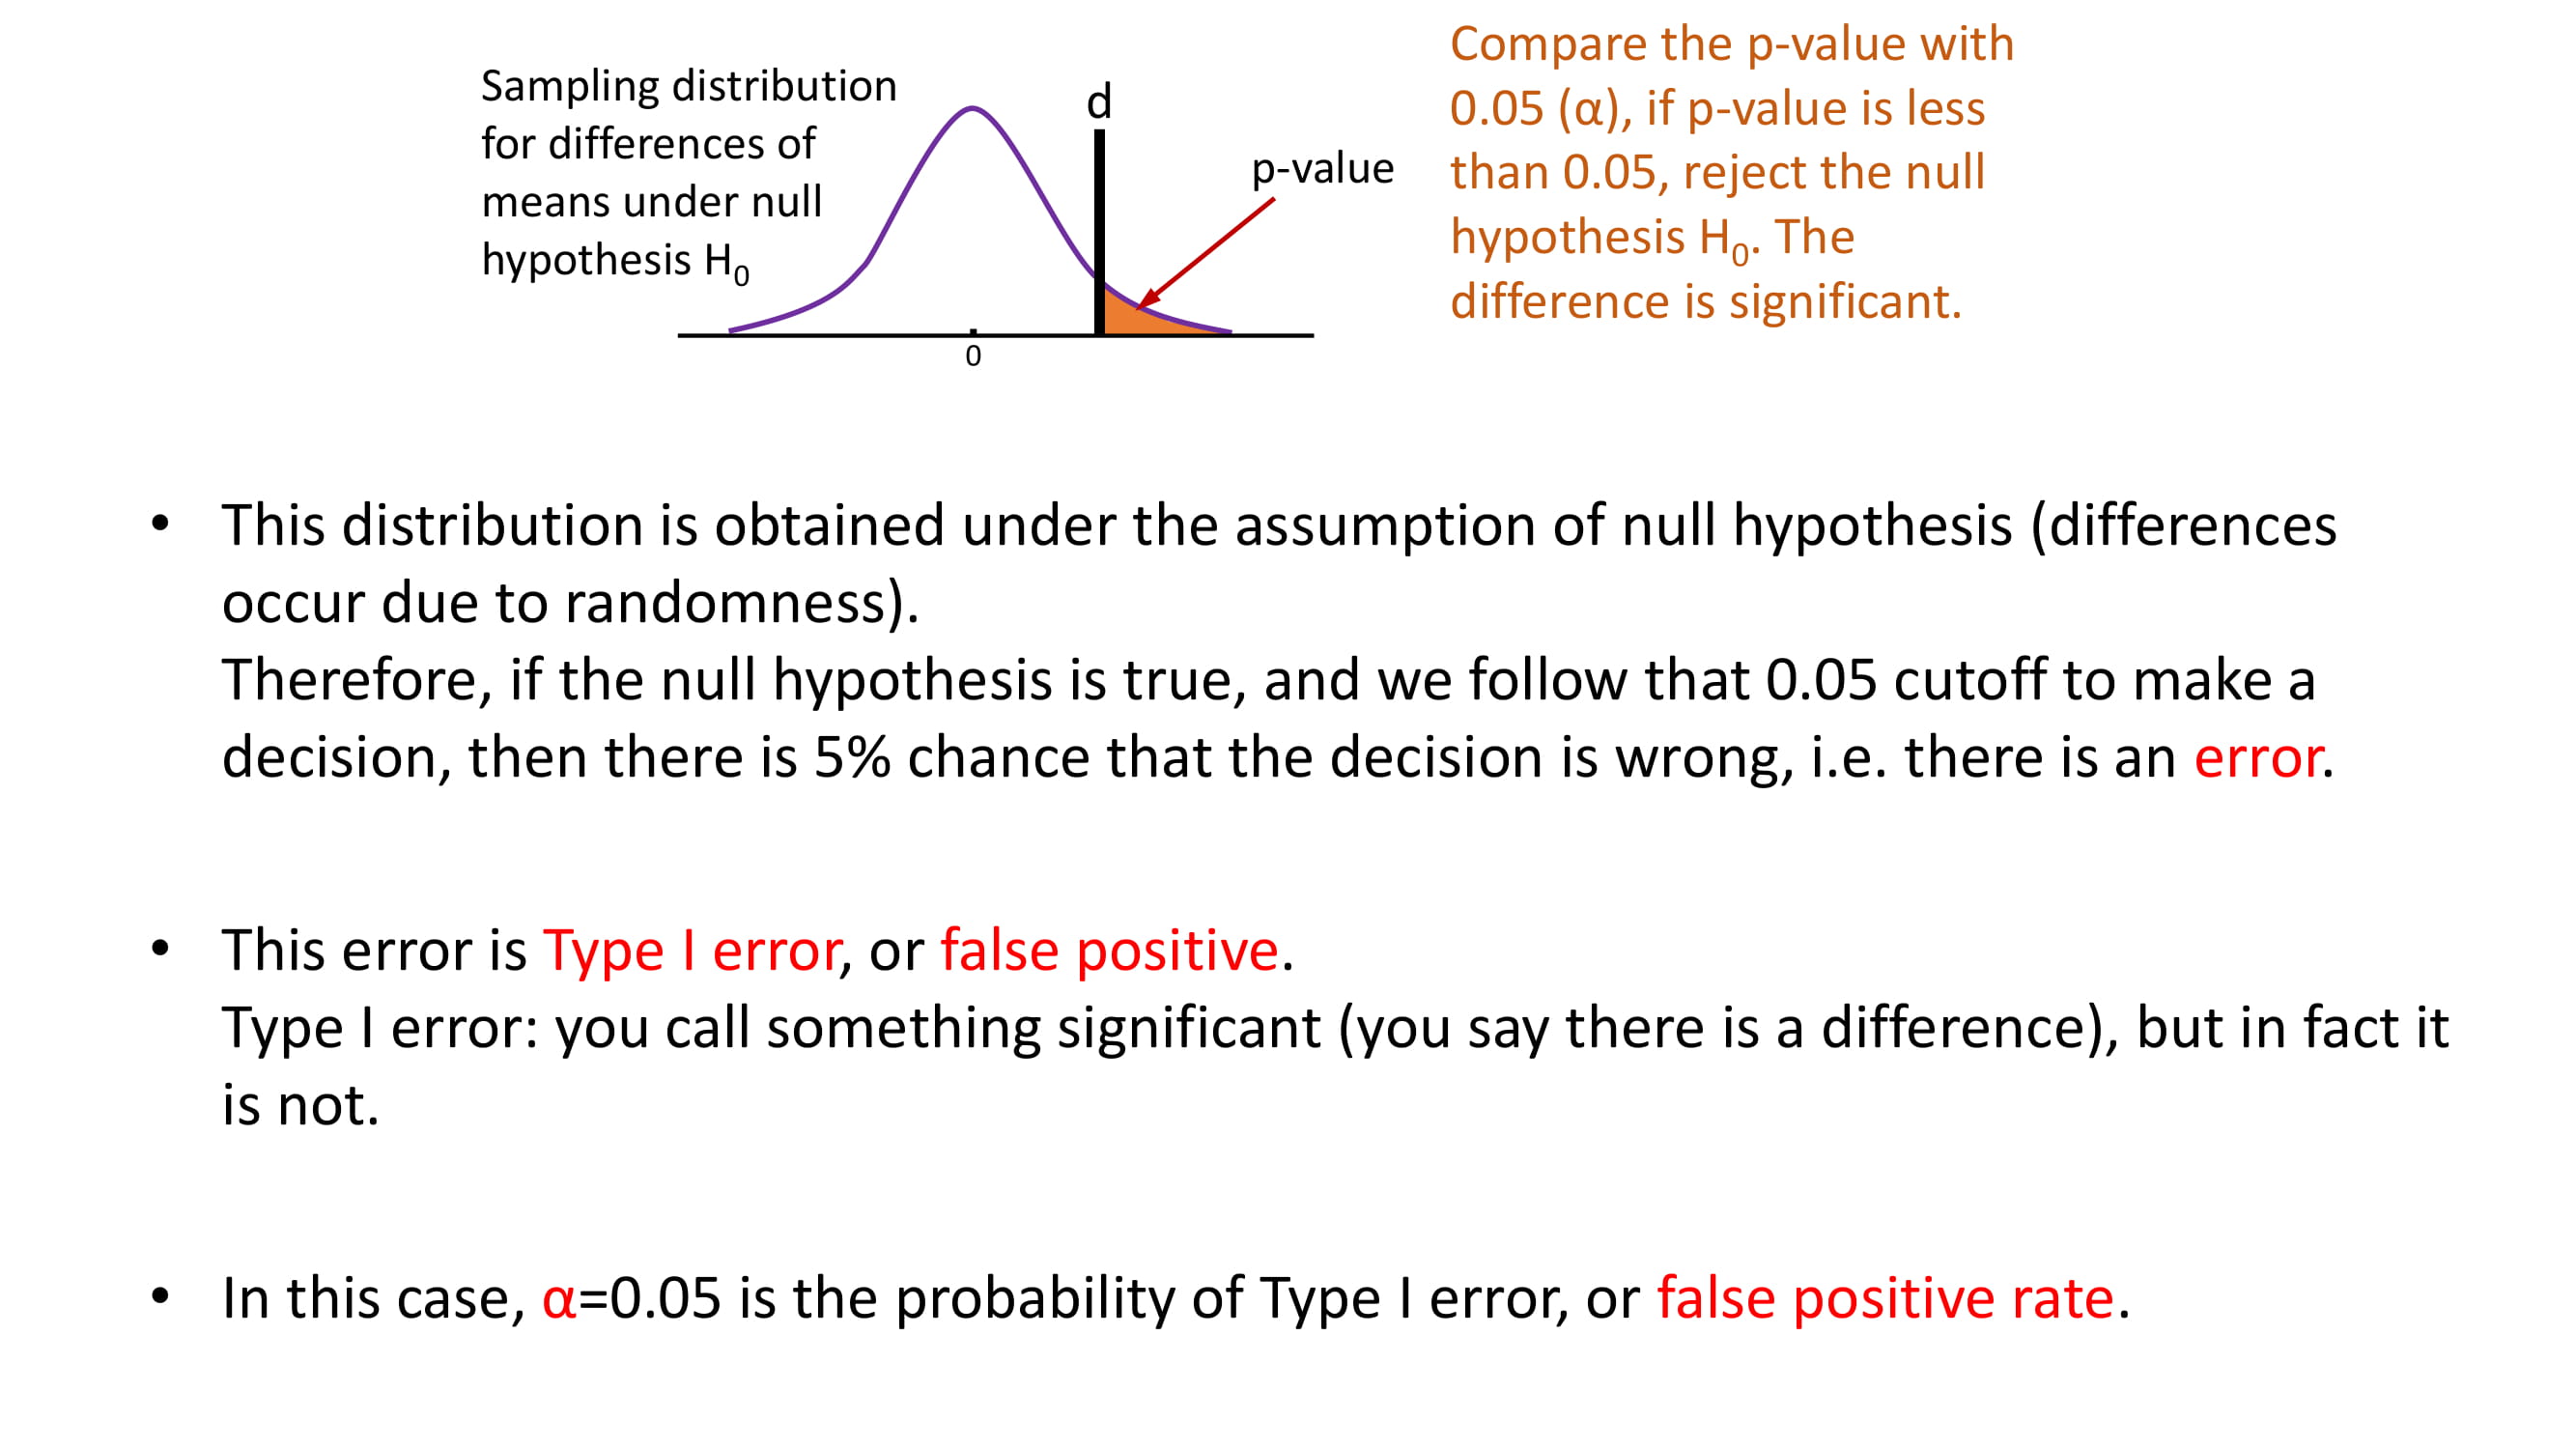 Sampling distribution
for differences of
means under null
hypothesis H₀
d
p-value
0
Compare the p-value with
0.05 (α), if p-value is less
than 0.05, reject the null
hypothesis H₀. The
difference is significant.
• This distribution is obtained under the assumption of null hypothesis (differences
occur due to randomness).
Therefore, if the null hypothesis is true, and we follow that 0.05 cutoff to make a
decision, then there is 5% chance that the decision is wrong, i.e. there is an error.
• This error is Type I error, or false positive.
Type I error: you call something significant (you say there is a difference), but in fact it
is not.
• In this case, α=0.05 is the probability of Type I error, or false positive rate.